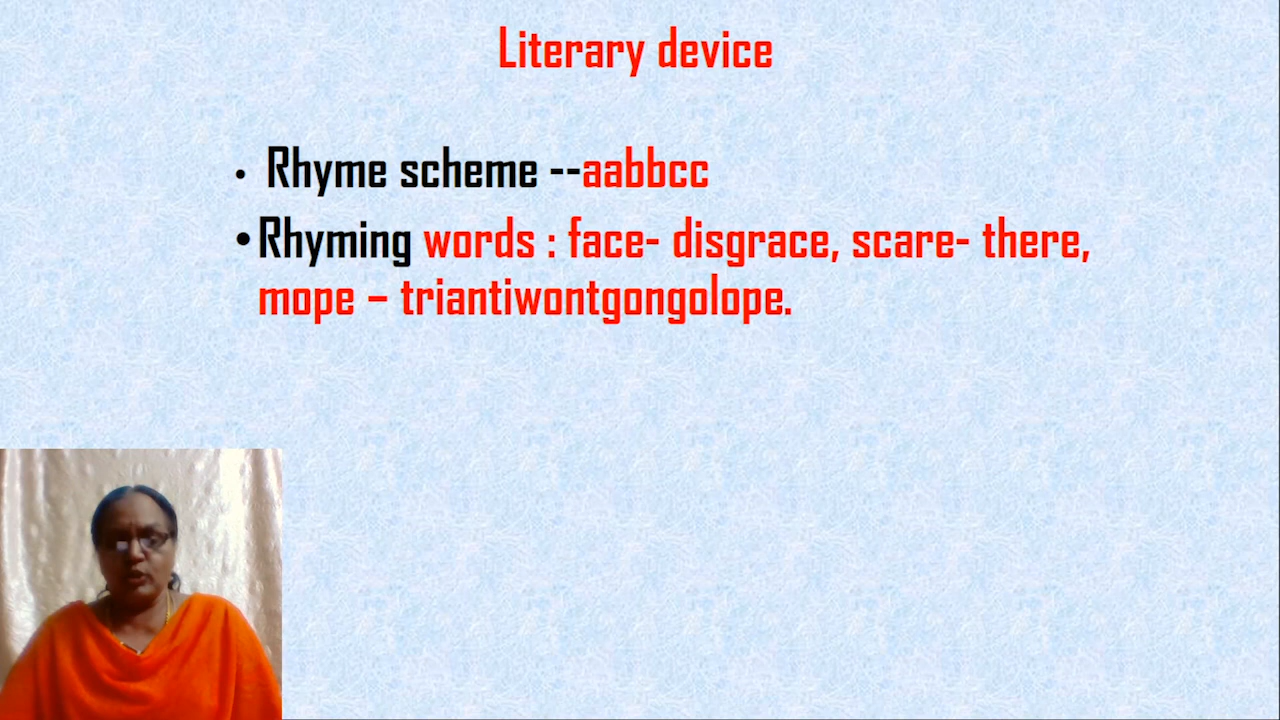 Literary device
• Rhyme scheme --aabbcc
• Rhyming words : face- disgrace, scare- there,
mope – triantiwontgongolope.